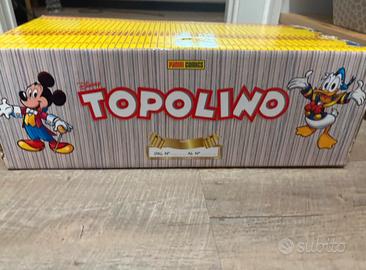 PANINI COMICS
Disney
TOPOLINO
DAL N° AL N°
subito